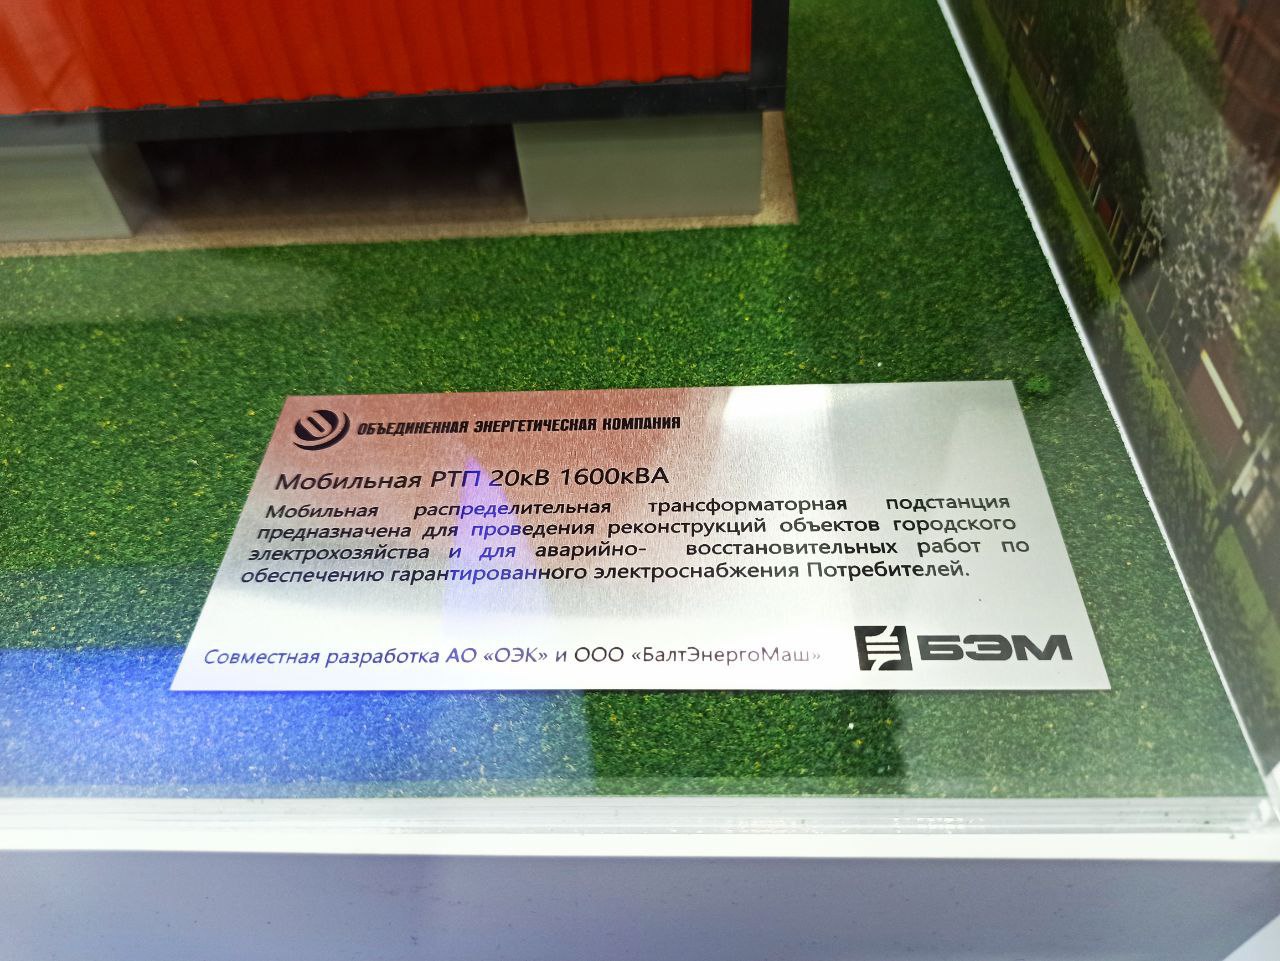 ОБЪЕДИНЕННАЯ ЭНЕРГЕТИЧЕСКАЯ КОМПАНИЯ
Мобильная РТП 20кВ 1600кВА
Мобильная распределительная трансформаторная подстанция
предназначена для проведения реконструкций объектов городского
электрохозяйства и для аварийно- восстановительных работ по
обеспечению гарантированного электроснабжения Потребителей.
Совместная разработка АО «ОЭК» и ООО «БалтЭнергоМаш»
БЭМ